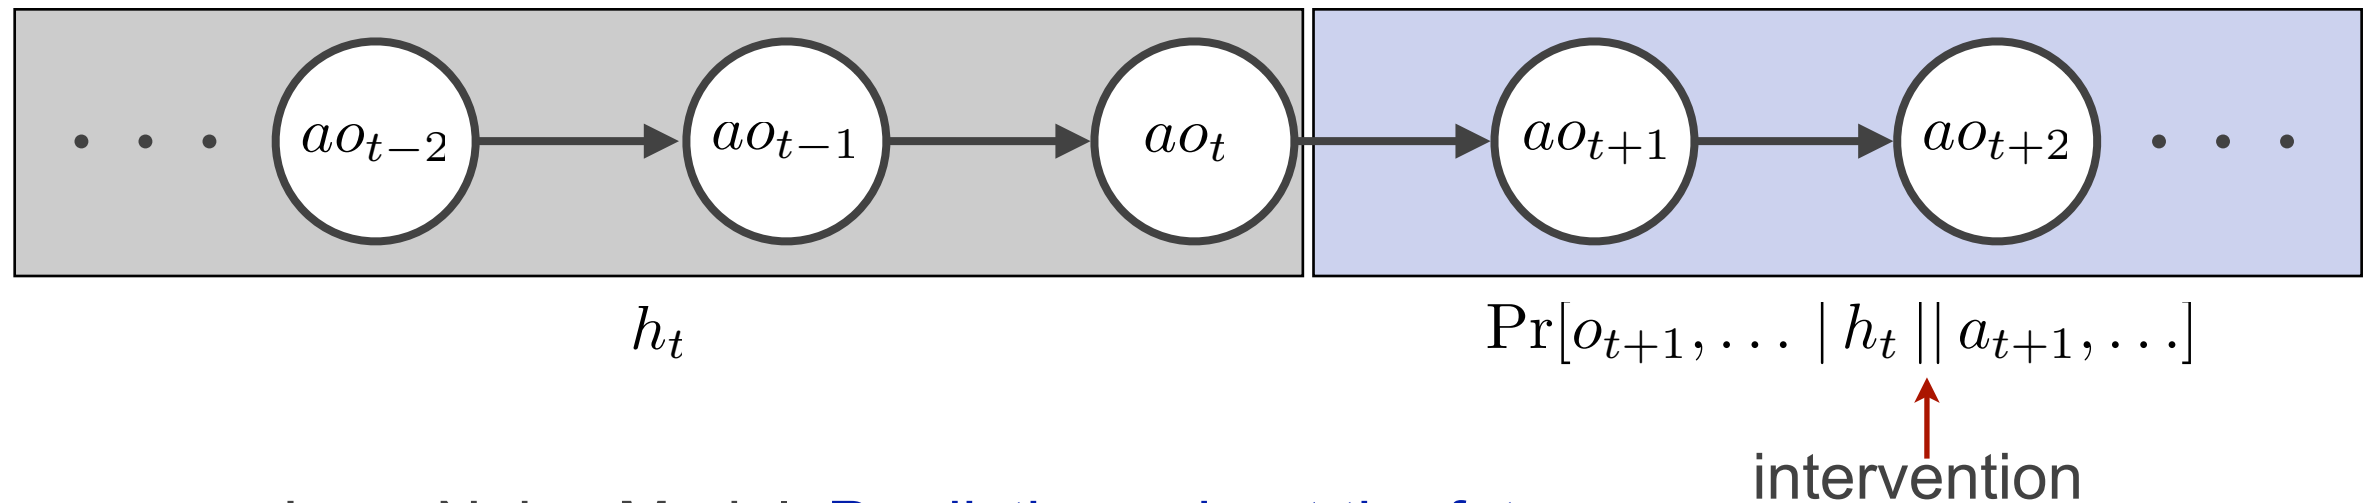 . . . ao_{t−2} ao_{t−1} ao_t ao_{t+1} ao_{t+2} . . .
h_t Pr[o_{t+1}, . . . | h_t || a_{t+1}, . . .]
intervention